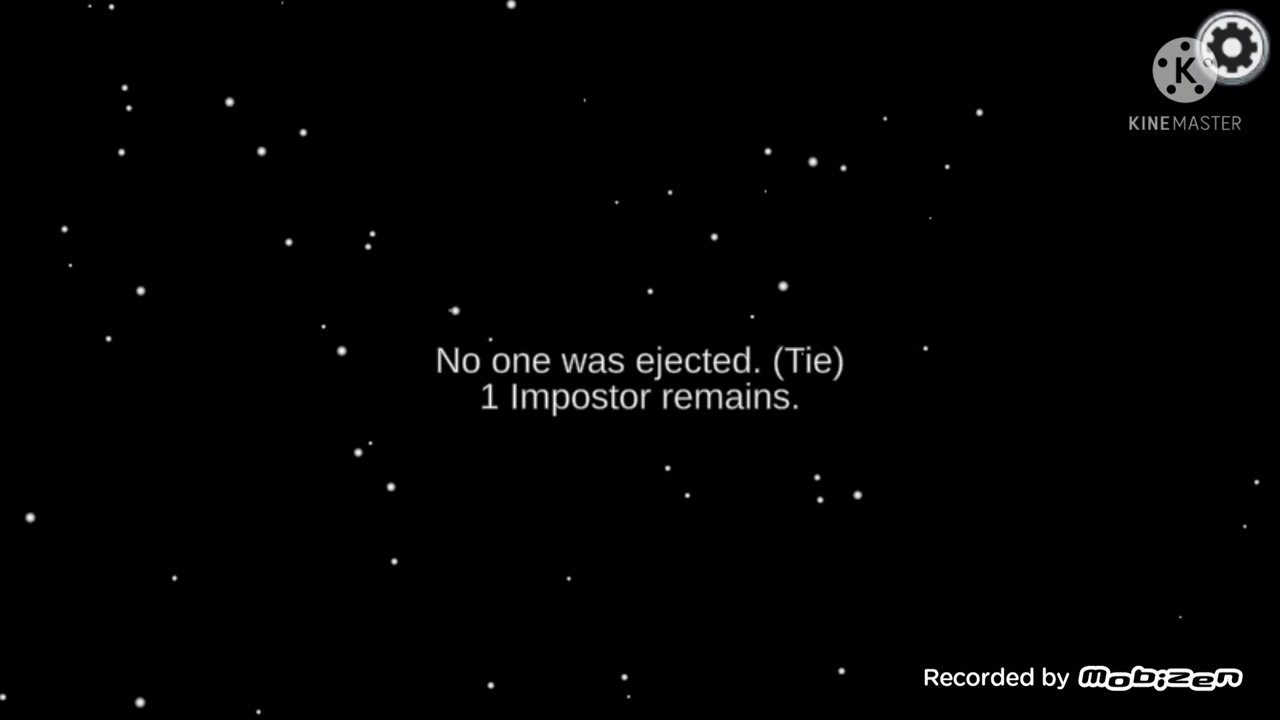 K
KINEMASTER
No one was ejected. (Tie)
1 Impostor remains.
Recorded by mobizen